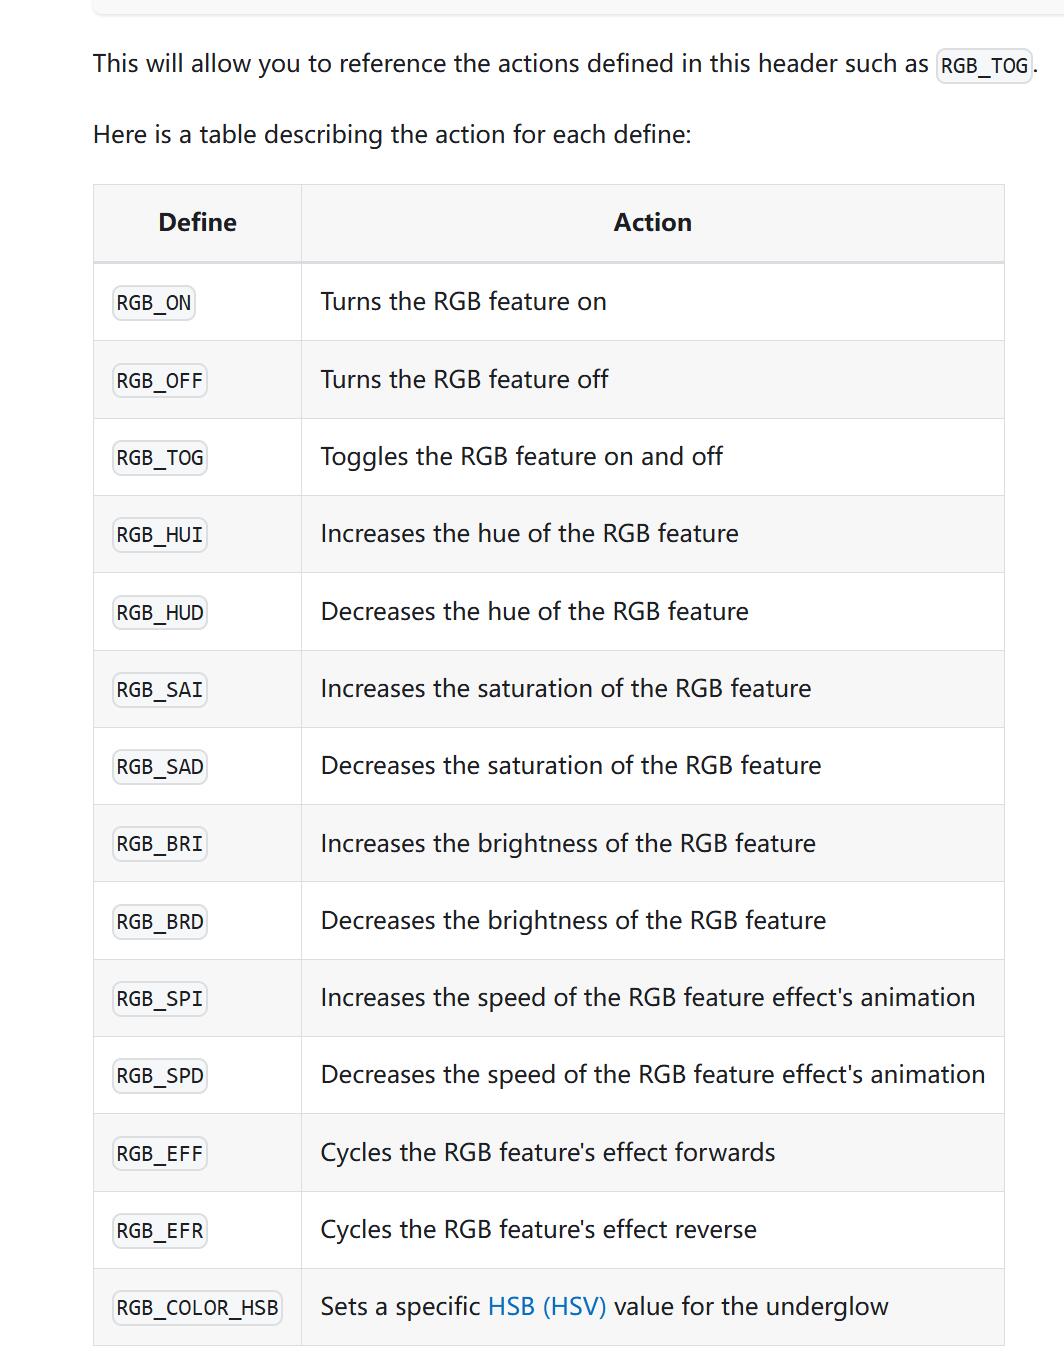 This will allow you to reference the actions defined in this header such as RGB_TOG.
Here is a table describing the action for each define:
Define Action
RGB_ON Turns the RGB feature on
RGB_OFF Turns the RGB feature off
RGB_TOG Toggles the RGB feature on and off
RGB_HUI Increases the hue of the RGB feature
RGB_HUD Decreases the hue of the RGB feature
RGB_SAI Increases the saturation of the RGB feature
RGB_SAD Decreases the saturation of the RGB feature
RGB_BRI Increases the brightness of the RGB feature
RGB_BRD Decreases the brightness of the RGB feature
RGB_SPI Increases the speed of the RGB feature effect's animation
RGB_SPD Decreases the speed of the RGB feature effect's animation
RGB_EFF Cycles the RGB feature's effect forwards
RGB_EFR Cycles the RGB feature's effect reverse
RGB_COLOR_HSB Sets a specific HSB (HSV) value for the underglow